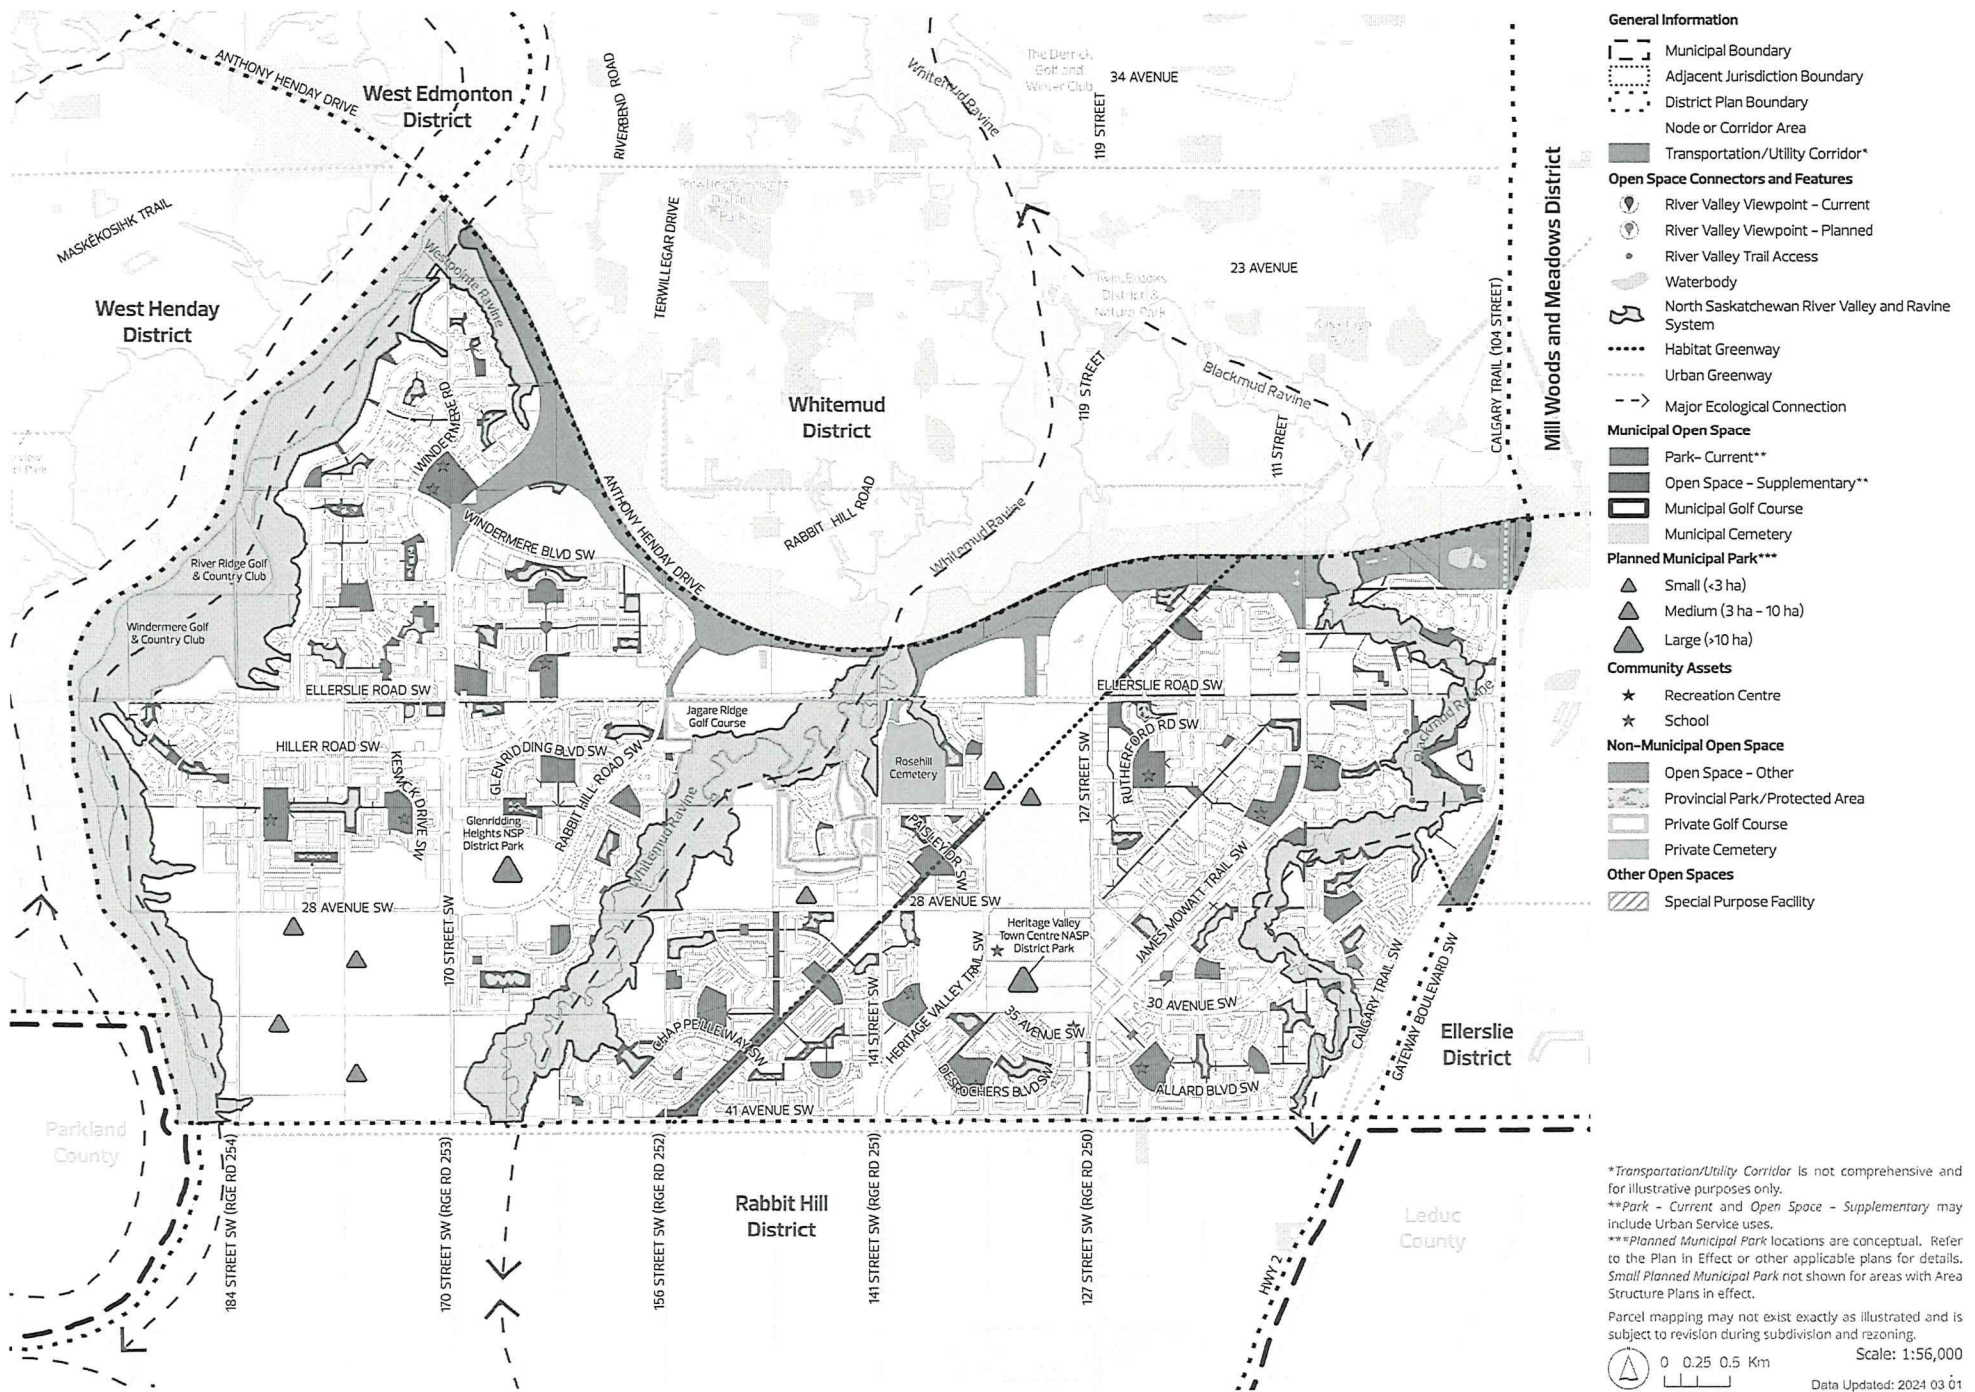 West Edmonton
District
ANTHONY HENDAY DRIVE
RIVERBEND ROAD
Whitemud Ravine
The Derrick
Golf and
Winter Club
34 AVENUE
119 STREET
MASKÊKOSIHK TRAIL
TERWILLEGAR DRIVE
Terwillegar Heights
District
Park
23 AVENUE
Twin Brooks
District &
Nature Park
Westpointe Ravine
West Henday
District
Whitemud
District
119 STREET
Blackmud Ravine
111 STREET
CALGARY TRAIL (104 STREET)
Mill Woods and Meadows District
WINDERMERE RD
WINDERMERE BLVD SW
ANTHONY HENDAY DRIVE
RABBIT HILL ROAD
Whitemud Ravine
River Ridge Golf
& Country Club
Windermere Golf
& Country Club
ELLERSLIE ROAD SW
ELLERSLIE ROAD SW
Jagare Ridge
Golf Course
HILLER ROAD SW
KESWICK DRIVE SW
GLENRIDDING BLVD SW
RABBIT HILL ROAD SW
Rosehill
Cemetery
127 STREET SW
RUTHERFORD RD SW
Blackmud Ravine
Glenridding
Heights NSP
District Park
Whitemud Ravine
PAISLEY DR SW
28 AVENUE SW
28 AVENUE SW
170 STREET SW
Heritage Valley
Town Centre NASP
District Park
JAMES MOWATT TRAIL SW
CALGARY TRAIL SW
GATEWAY BOULEVARD SW
30 AVENUE SW
35 AVENUE SW
CHAPPELLE WAY SW
141 STREET SW
HERITAGE VALLEY TRAIL SW
DESROCHERS BLVD SW
ALLARD BLVD SW
41 AVENUE SW
Ellerslie
District
Parkland
County
184 STREET SW (RGE RD 254)
170 STREET SW (RGE RD 253)
156 STREET SW (RGE RD 252)
141 STREET SW (RGE RD 251)
127 STREET SW (RGE RD 250)
Rabbit Hill
District
HWY 2
Leduc
County
General Information
Municipal Boundary
Adjacent Jurisdiction Boundary
District Plan Boundary
Node or Corridor Area
Transportation/Utility Corridor*
Open Space Connectors and Features
River Valley Viewpoint - Current
River Valley Viewpoint - Planned
River Valley Trail Access
Waterbody
North Saskatchewan River Valley and Ravine
System
Habitat Greenway
Urban Greenway
Major Ecological Connection
Municipal Open Space
Park- Current**
Open Space - Supplementary**
Municipal Golf Course
Municipal Cemetery
Planned Municipal Park***
Small (<3 ha)
Medium (3 ha - 10 ha)
Large (>10 ha)
Community Assets
Recreation Centre
School
Non-Municipal Open Space
Open Space - Other
Provincial Park/Protected Area
Private Golf Course
Private Cemetery
Other Open Spaces
Special Purpose Facility
*Transportation/Utility Corridor is not comprehensive and
for illustrative purposes only.
**Park - Current and Open Space - Supplementary may
include Urban Service uses.
***Planned Municipal Park locations are conceptual. Refer
to the Plan in Effect or other applicable plans for details.
Small Planned Municipal Park not shown for areas with Area
Structure Plans in effect.
Parcel mapping may not exist exactly as illustrated and is
subject to revision during subdivision and rezoning.
Scale: 1:56,000
0 0.25 0.5 Km
Data Updated: 2024 03 01